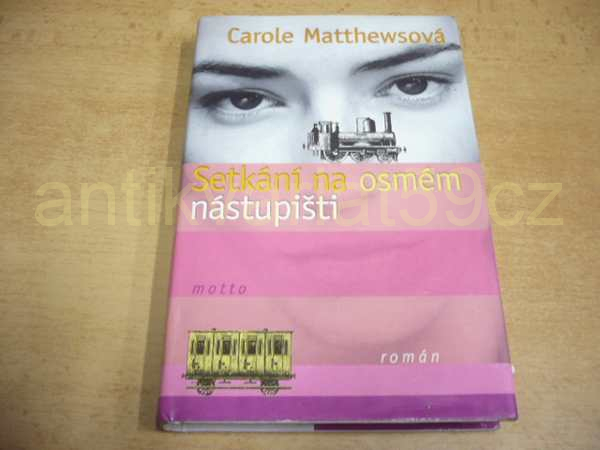 Carole Matthewsová
Setkání na osmém
nástupišti
motto
román